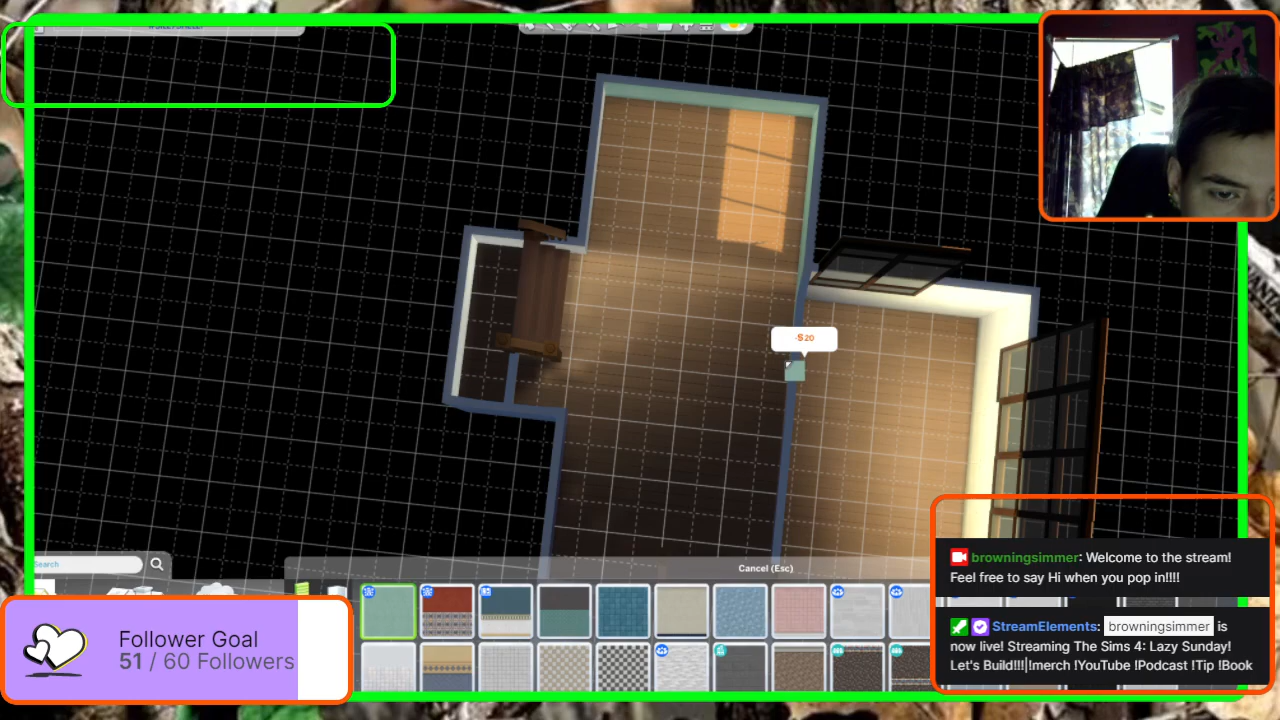 -§20
Search
Cancel (Esc)
Follower Goal
51 / 60 Followers
browningsimmer: Welcome to the stream!
Feel free to say Hi when you pop in!!!!
StreamElements: browningsimmer is
now live! Streaming The Sims 4: Lazy Sunday!
Let's Build!!!|!merch !YouTube !Podcast !Tip !Book